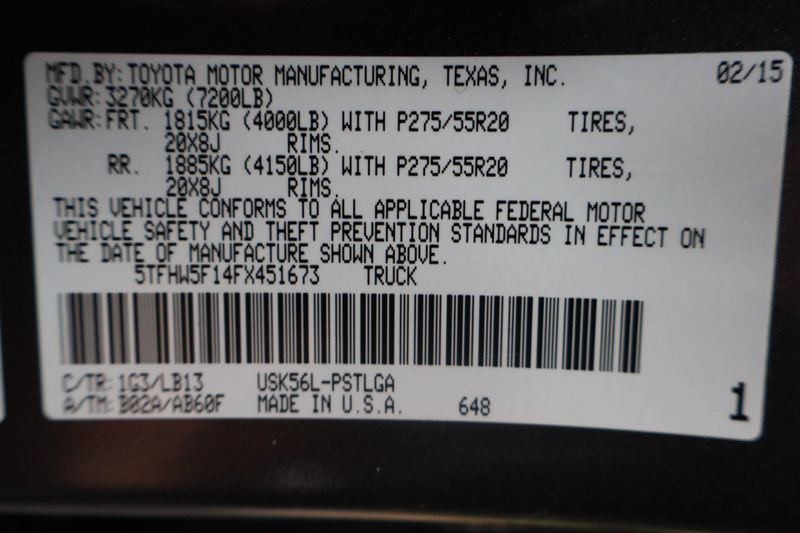 MFD.BY: TOYOTA MOTOR MANUFACTURING, TEXAS, INC. 02/15
GVWR: 3270KG (7200LB)
GAWR: FRT. 1815KG (4000LB) WITH P275/55R20 TIRES,
20X8J RIMS.
RR. 1885KG (4150LB) WITH P275/55R20 TIRES,
20X8J RIMS.
THIS VEHICLE CONFORMS TO ALL APPLICABLE FEDERAL MOTOR
VEHICLE SAFETY AND THEFT PREVENTION STANDARDS IN EFFECT ON
THE DATE OF MANUFACTURE SHOWN ABOVE.
5TFHW5F14FX451673 TRUCK
C/TR: 1G3/LB13 USK56L-PSTLGA
A/TM: B02A/AB60F MADE IN U.S.A. 648 1